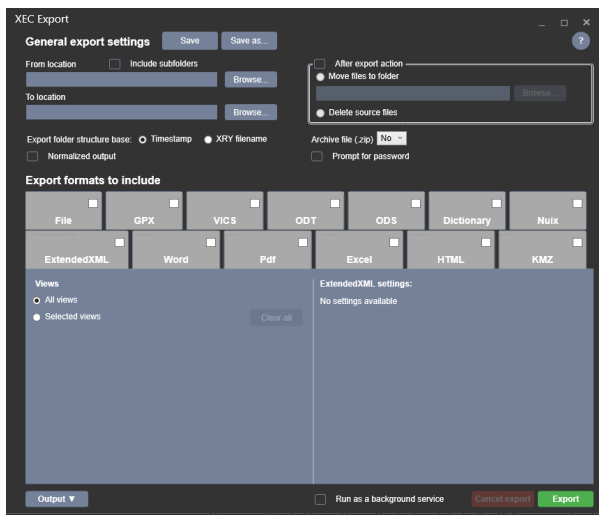 XEC Export
General export settings Save Save as... ?
From location Include subfolders After export action
Move files to folder
Browse... Browse...
To location
Browse... Delete source files
Export folder structure base: Timestamp XRY filename Archive file (.zip) No
Normalized output Prompt for password
Export formats to include
File GPX VICS ODT ODS Dictionary Nuix
ExtendedXML Word Pdf Excel HTML KMZ
Views ExtendedXML settings:
All views No settings available
Selected views Clear all
Output ▼ Run as a background service Cancel export Export